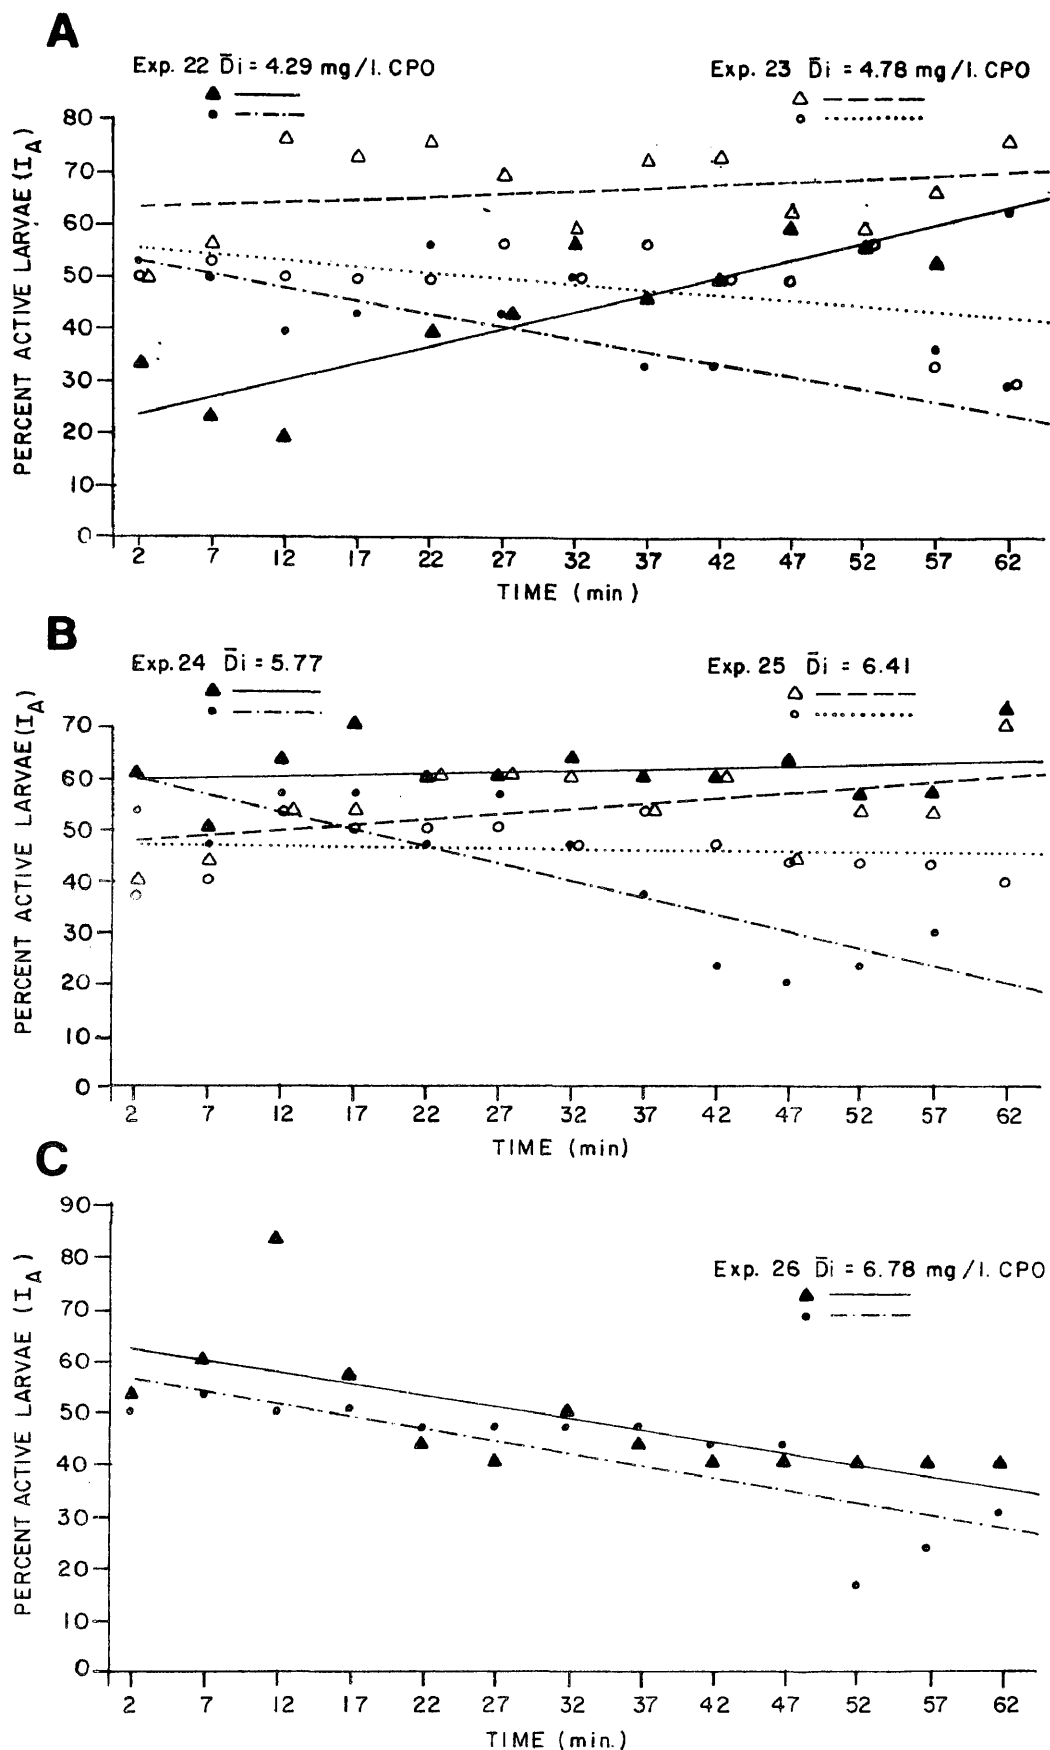 A
Exp. 22 D̄i = 4.29 mg/l. CPO
Exp. 23 D̄i = 4.78 mg/l. CPO
PERCENT ACTIVE LARVAE (IA)
80
70
60
50
40
30
20
10
0
2 7 12 17 22 27 32 37 42 47 52 57 62
TIME (min)
B
Exp. 24 D̄i = 5.77
Exp. 25 D̄i = 6.41
PERCENT ACTIVE LARVAE (IA)
70
60
50
40
30
20
10
0
2 7 12 17 22 27 32 37 42 47 52 57 62
TIME (min)
C
Exp. 26 D̄i = 6.78 mg/l. CPO
PERCENT ACTIVE LARVAE (IA)
90
80
70
60
50
40
30
20
10
0
2 7 12 17 22 27 32 37 42 47 52 57 62
TIME (min.)